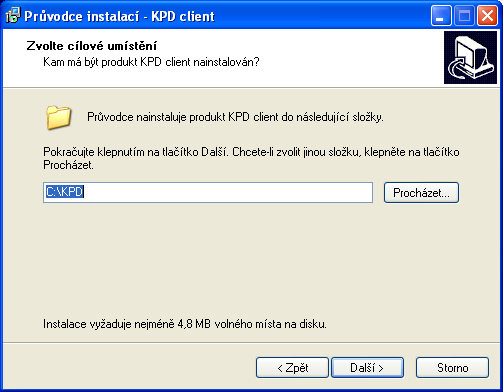 Průvodce instalací - KPD client
Zvolte cílové umístění
Kam má být produkt KPD client nainstalován?
Průvodce nainstaluje produkt KPD client do následující složky.
Pokračujte klepnutím na tlačítko Další. Chcete-li zvolit jinou složku, klepněte na tlačítko
Procházet.
C:\KPD
Procházet...
Instalace vyžaduje nejméně 4,8 MB volného místa na disku.
< Zpět
Další >
Storno